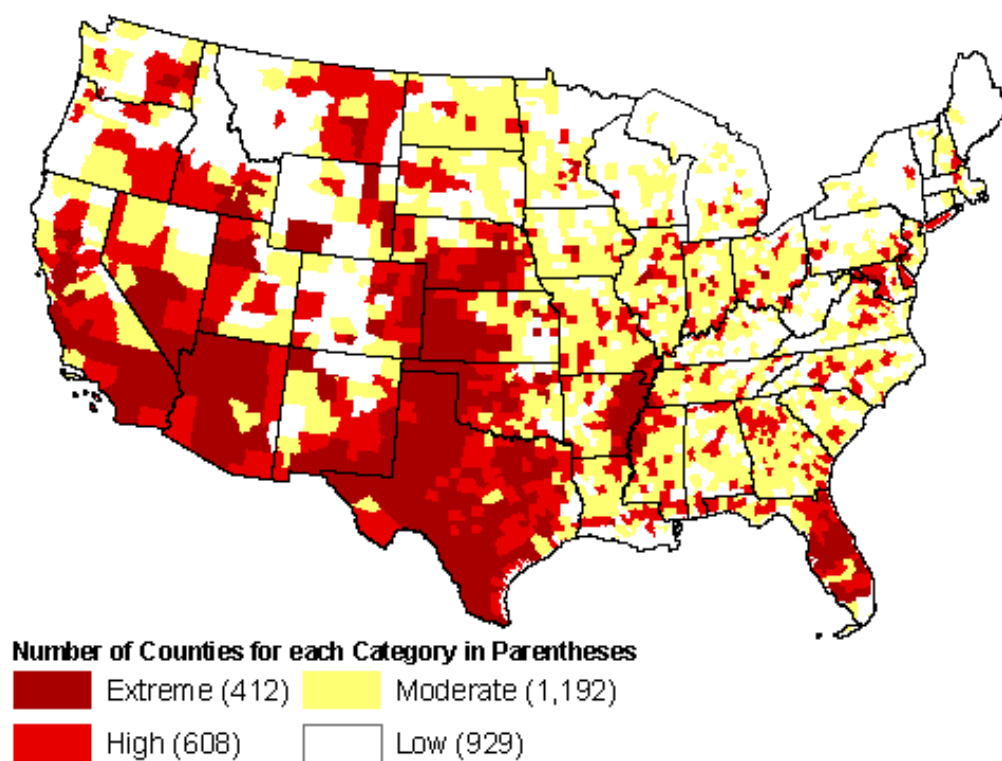 Number of Counties for each Category in Parentheses
Extreme (412) Moderate (1,192)
High (608) Low (929)